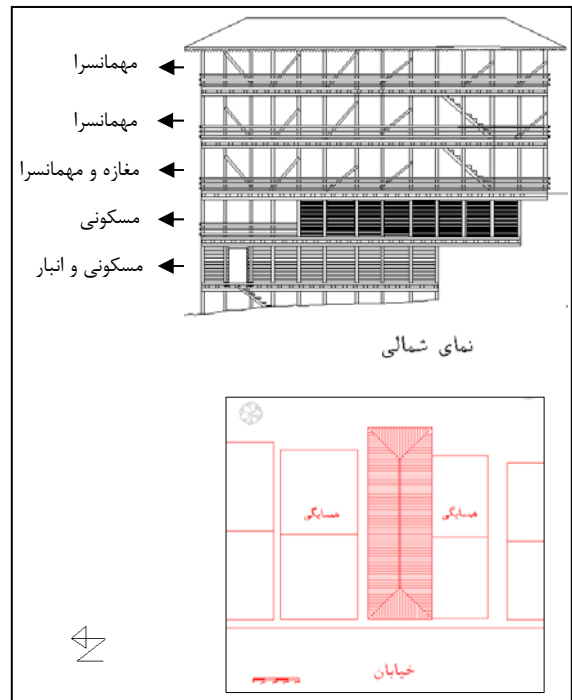 مهمانسرا
مهمانسرا
مغازه و مهمانسرا
مسکونی
مسکونی و انبار
نمای شمالی
همسایگی
همسایگی
خیابان